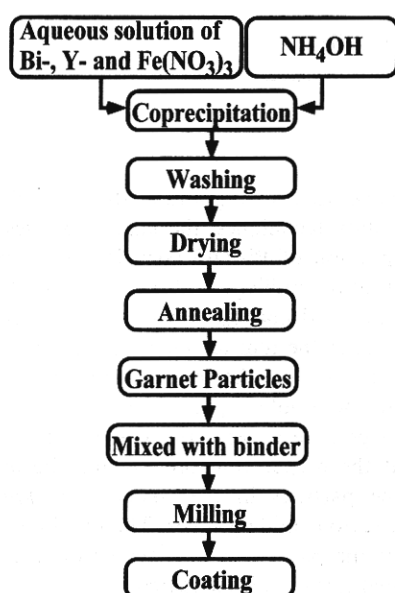 Aqueous solution of
Bi-, Y- and Fe(NO₃)₃
NH₄OH
Coprecipitation
Washing
Drying
Annealing
Garnet Particles
Mixed with binder
Milling
Coating